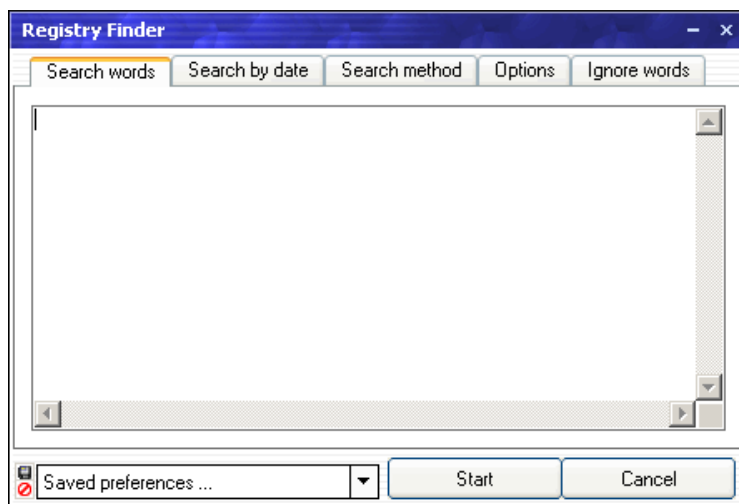 Registry Finder
Search words Search by date Search method Options Ignore words
Saved preferences ... Start Cancel